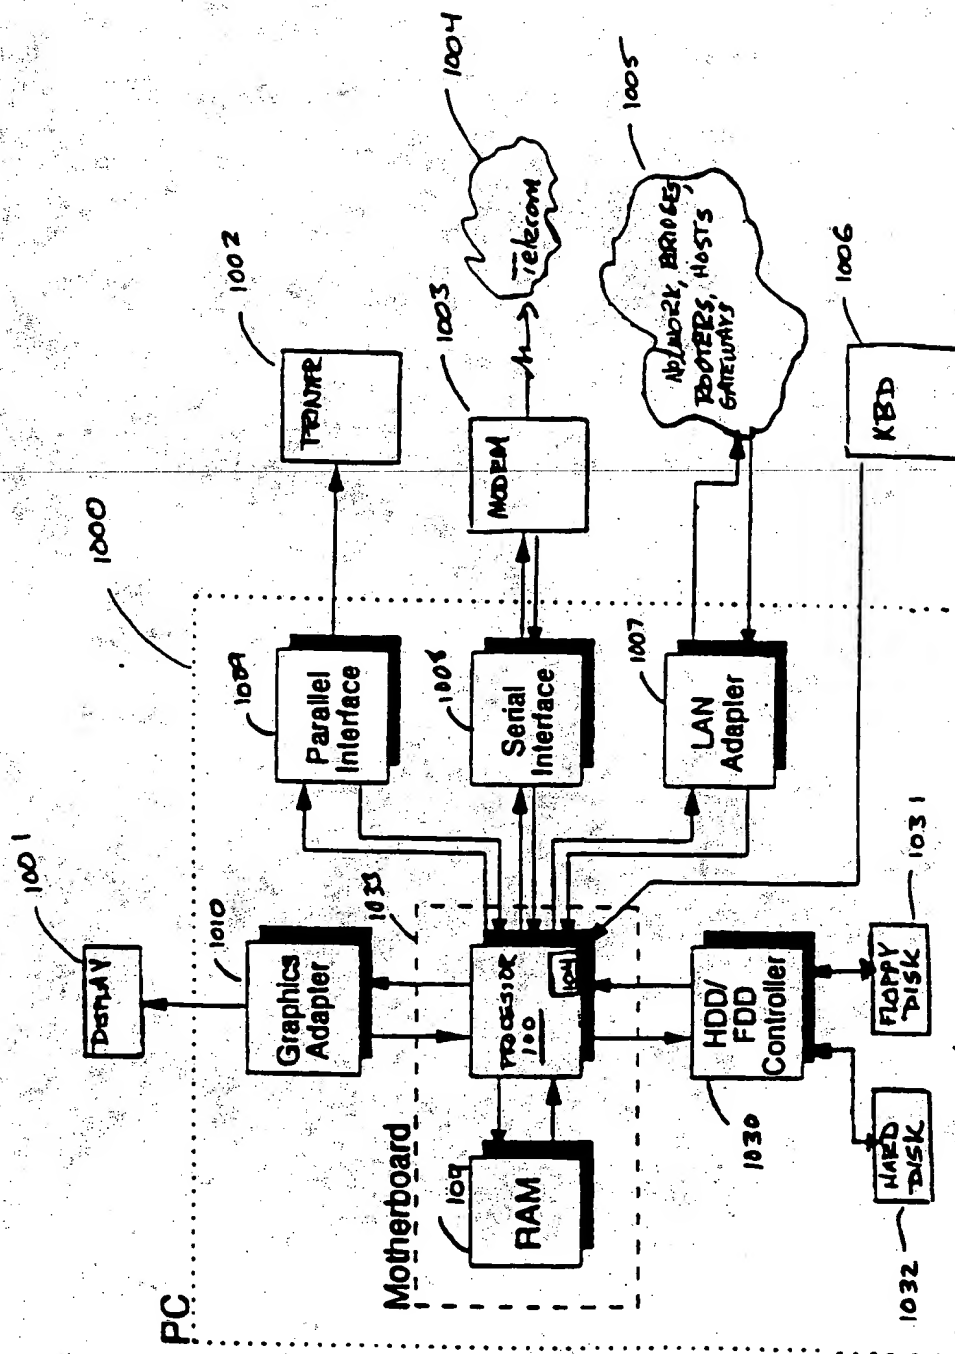 PC
1000
1001
DISPLAY
1010
Graphics
Adapter
1002
PRINTER
1009
Parallel
Interface
1004
Telecom
1003
MODEM
1008
Serial
Interface
1005
NETWORK, BRIDGES,
ROOTERS, HOSTS
GATEWAYS
1007
LAN
Adapter
1006
KBD
Motherboard
1033
109
RAM
PROCESSOR
100
104
1030
HDD/
FDD
Controller
1031
FLOPPY
DISK
1032
HARD
DISK